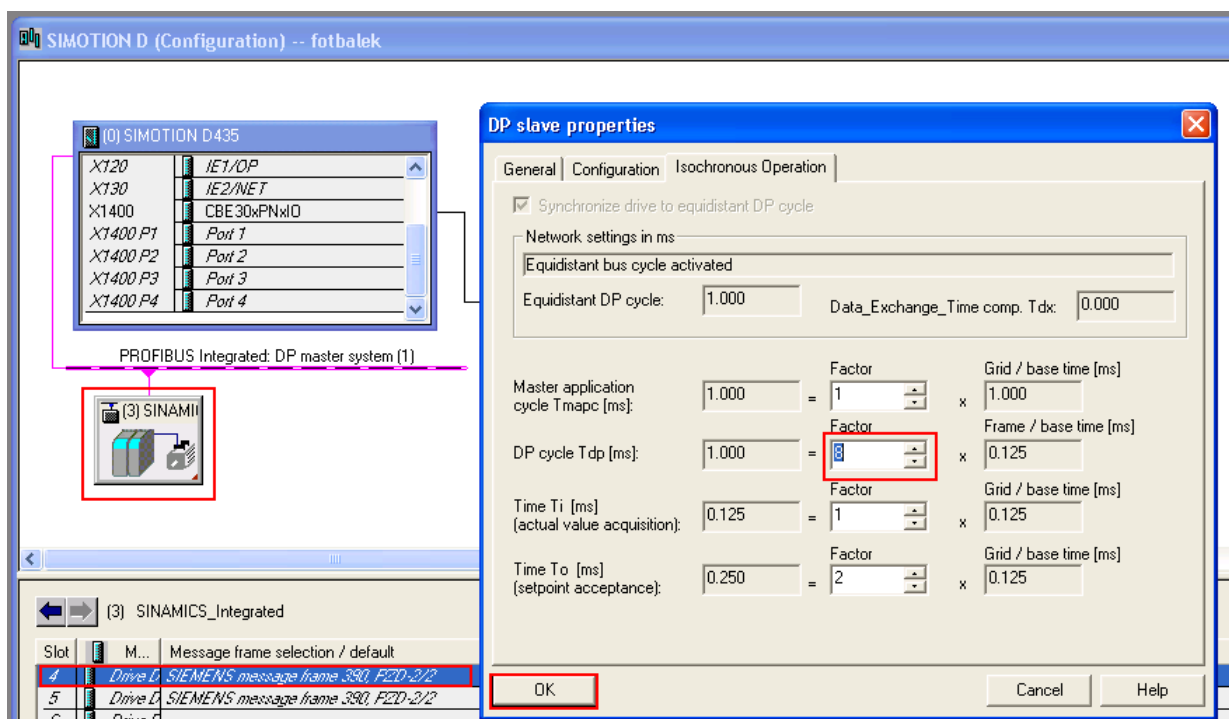 SIMOTION D (Configuration) -- fotbalek
(0) SIMOTION D435
X120 IE1/OP
X130 IE2/NET
X1400 CBE30xPNxIO
X1400 P1 Port 1
X1400 P2 Port 2
X1400 P3 Port 3
X1400 P4 Port 4
PROFIBUS Integrated: DP master system (1)
(3) SINAMI
DP slave properties
General Configuration Isochronous Operation
Synchronize drive to equidistant DP cycle
Network settings in ms
Equidistant bus cycle activated
Equidistant DP cycle: 1.000 Data_Exchange_Time comp. Tdx: 0.000
Factor Grid / base time [ms]
Master application
cycle Tmapc [ms]: 1.000 = 1 x 1.000
Factor Frame / base time [ms]
DP cycle Tdp [ms]: 1.000 = 8 x 0.125
Factor Grid / base time [ms]
Time Ti [ms]
(actual value acquisition): 0.125 = 1 x 0.125
Factor Grid / base time [ms]
Time To [ms]
(setpoint acceptance): 0.250 = 2 x 0.125
OK Cancel Help
(3) SINAMICS_Integrated
Slot M... Message frame selection / default
4 Drive D SIEMENS message frame 390, PZD-2/2
5 Drive D SIEMENS message frame 390, PZD-2/2